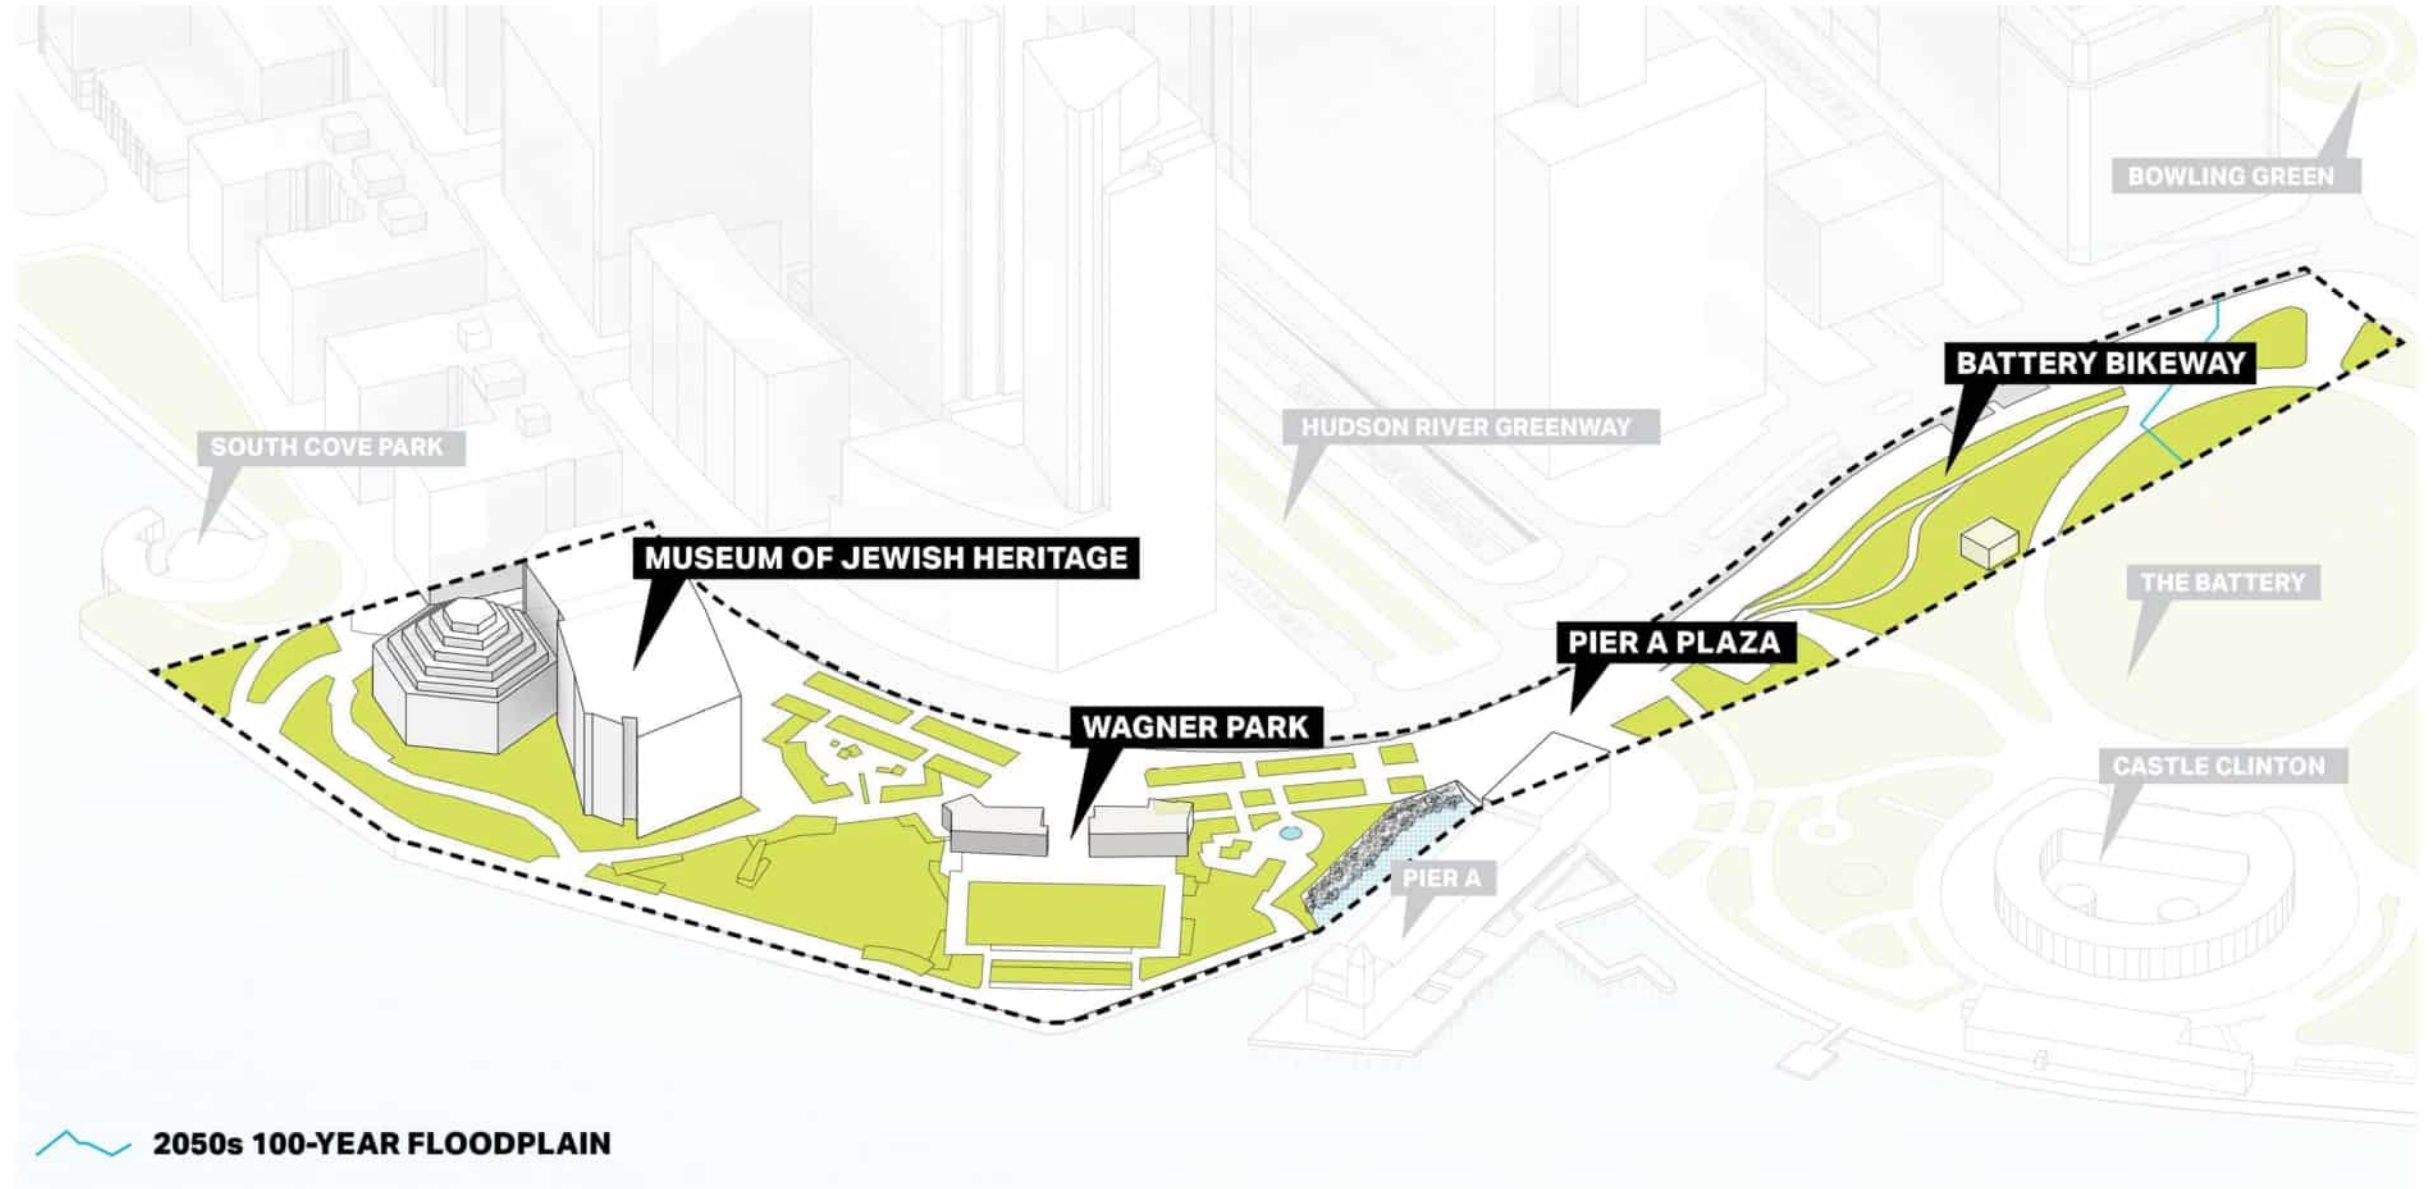 BOWLING GREEN
BATTERY BIKEWAY
HUDSON RIVER GREENWAY
SOUTH COVE PARK
MUSEUM OF JEWISH HERITAGE
THE BATTERY
PIER A PLAZA
WAGNER PARK
CASTLE CLINTON
PIER A
2050s 100-YEAR FLOODPLAIN